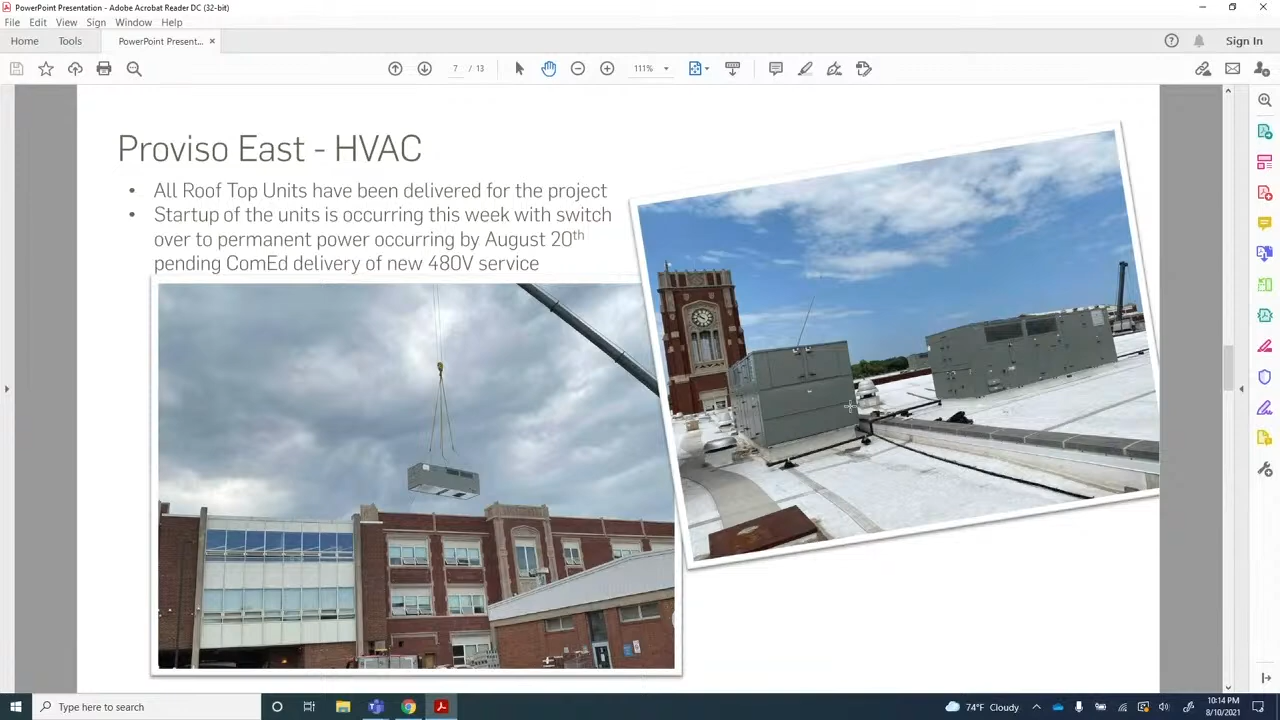 PowerPoint Presentation - Adobe Acrobat Reader DC (32-bit)
File Edit View Sign Window Help
Home Tools PowerPoint Present... × Sign In
7 / 13 111%
Proviso East - HVAC
• All Roof Top Units have been delivered for the project
• Startup of the units is occurring this week with switch
over to permanent power occurring by August 20th
pending ComEd delivery of new 480V service
Type here to search 74°F Cloudy 10:14 PM
8/10/2021